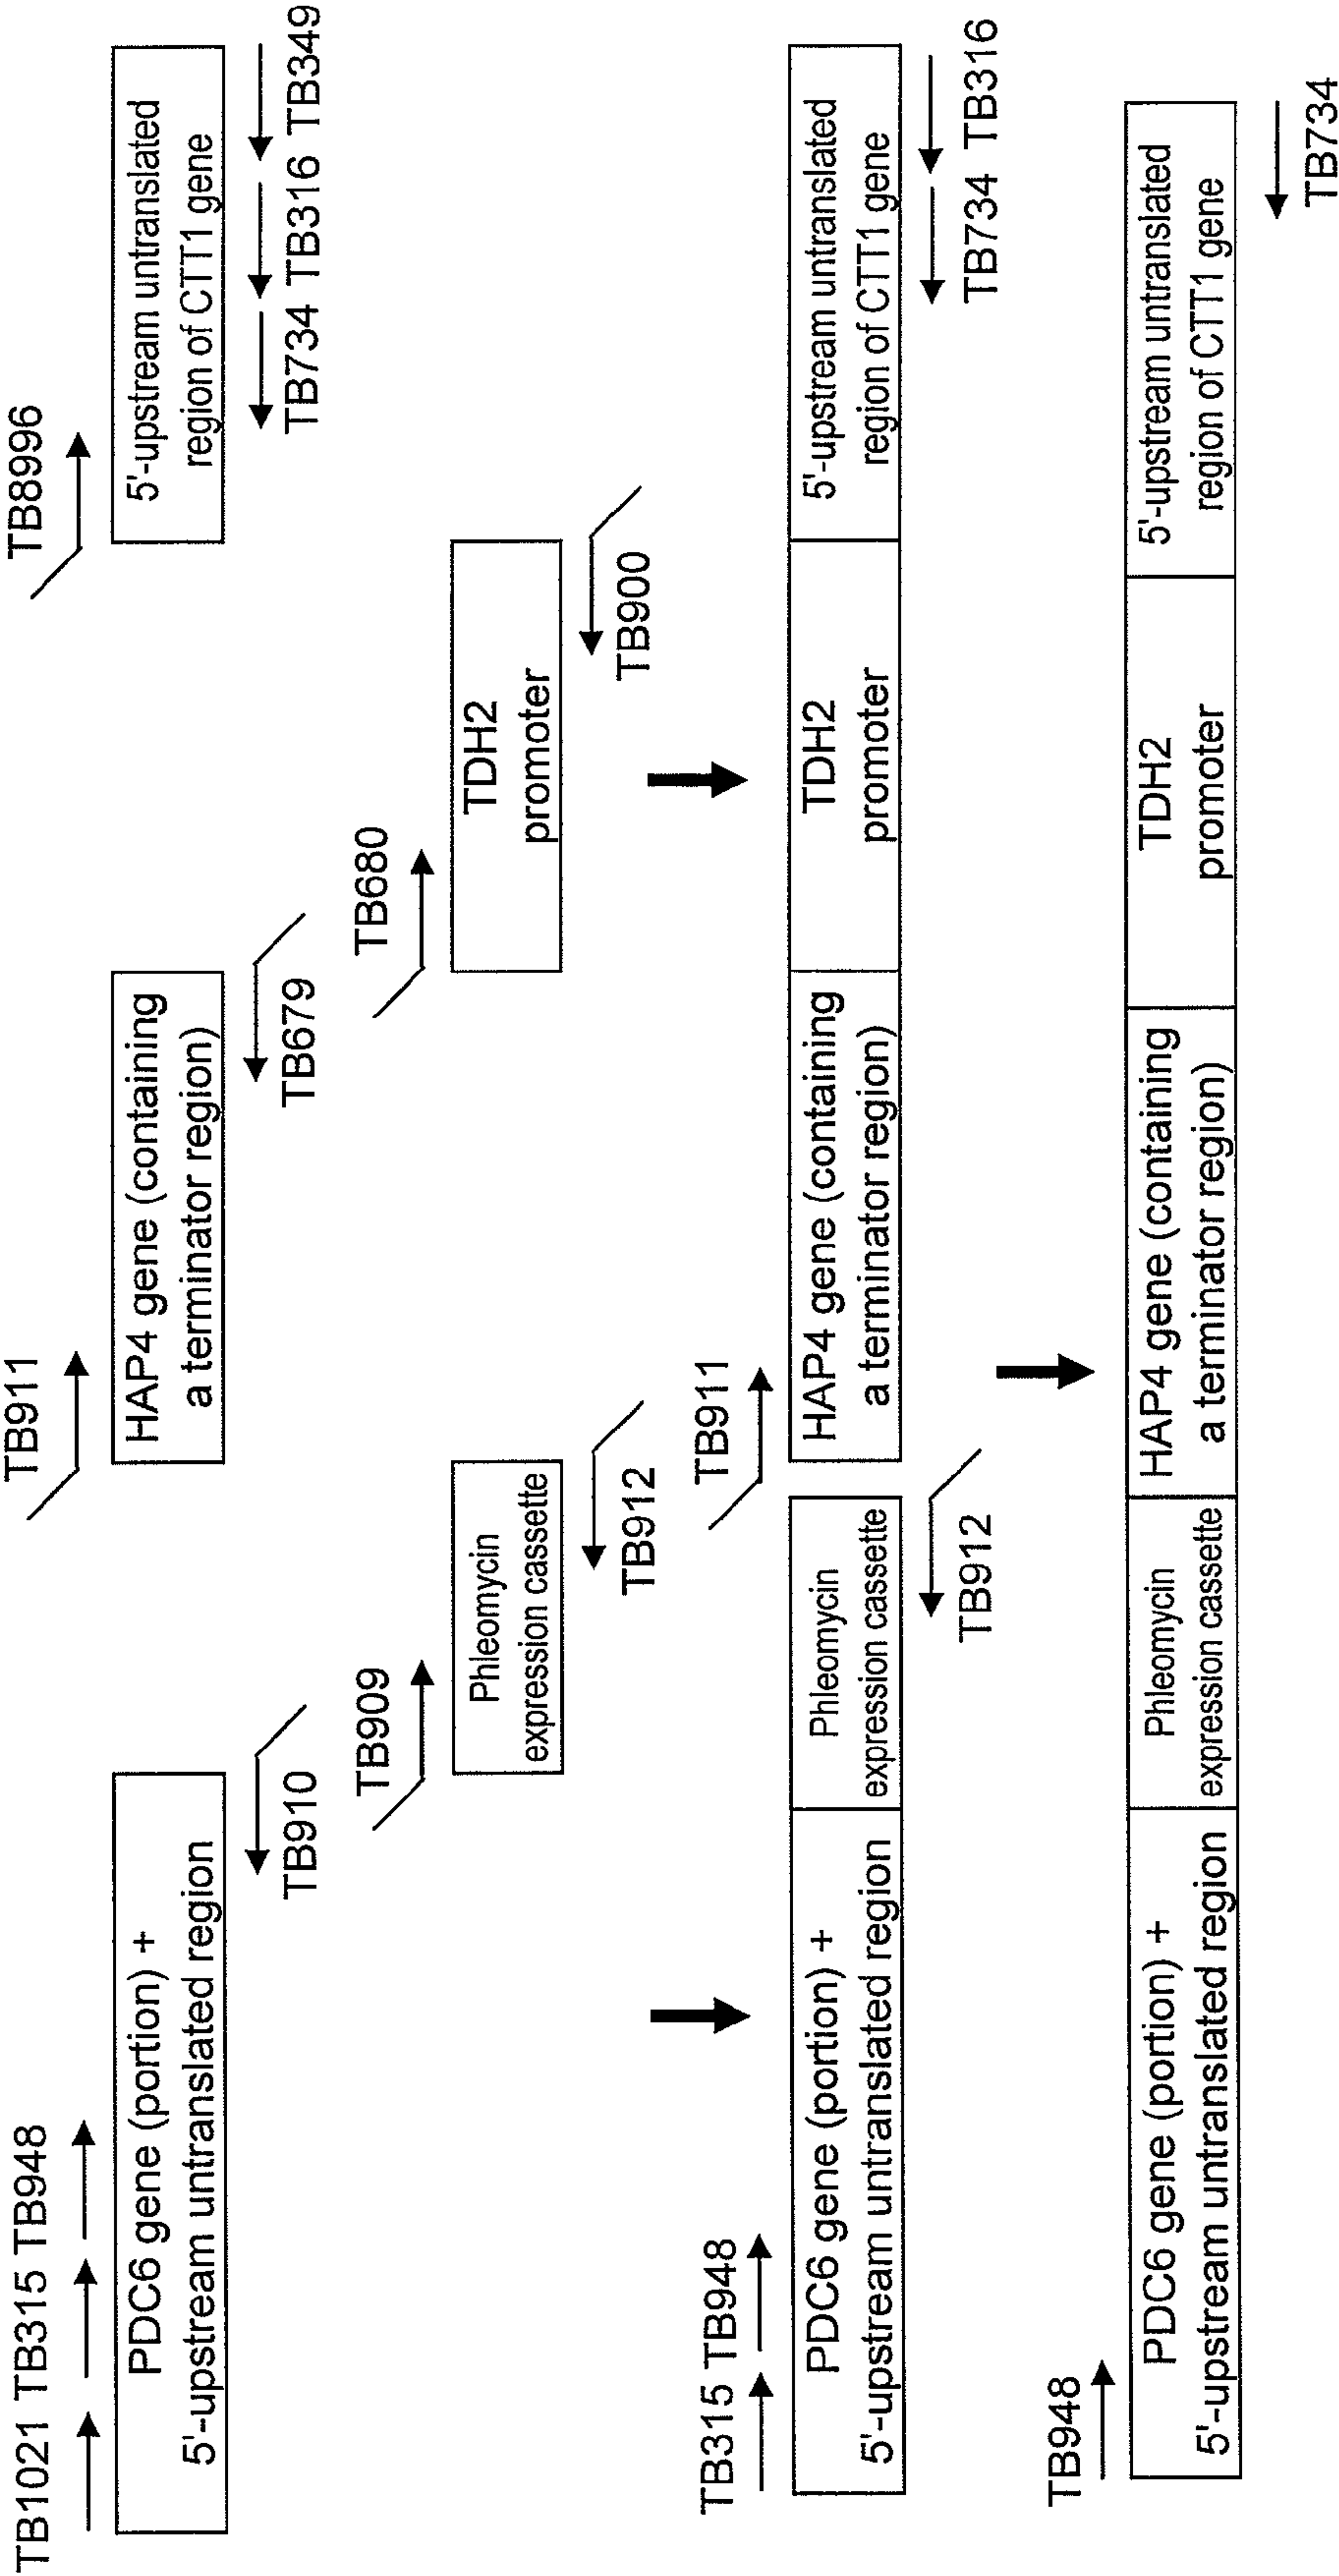 TB1021 TB315 TB948
TB911
TB8996
PDC6 gene (portion) +
5'-upstream untranslated region
HAP4 gene (containing
a terminator region)
5'-upstream untranslated
region of CTT1 gene
TB910
TB679
TB734 TB316 TB349
TB909
TB680
Phleomycin
expression cassette
TDH2
promoter
TB912
TB900
TB315 TB948
TB911
PDC6 gene (portion) +
5'-upstream untranslated region
Phleomycin
expression cassette
HAP4 gene (containing
a terminator region)
TDH2
promoter
5'-upstream untranslated
region of CTT1 gene
TB912
TB734 TB316
TB948
PDC6 gene (portion) +
5'-upstream untranslated region
Phleomycin
expression cassette
HAP4 gene (containing
a terminator region)
TDH2
promoter
5'-upstream untranslated
region of CTT1 gene
TB734